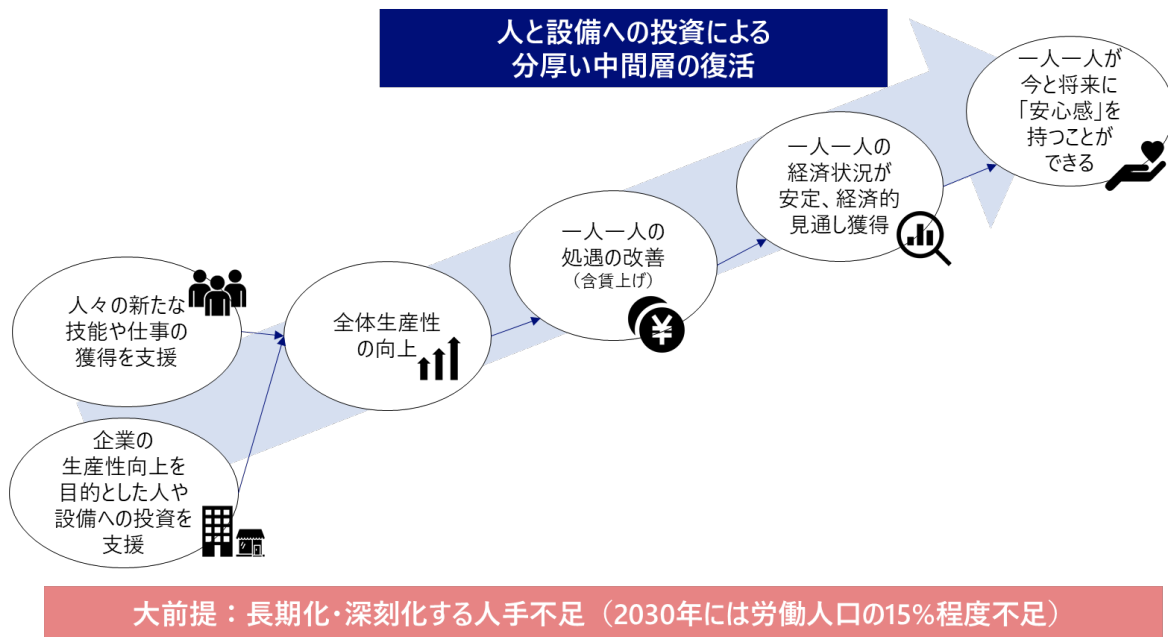 人と設備への投資による
分厚い中間層の復活
一人一人が
今と将来に
「安心感」を
持つことが
できる
一人一人の
経済状況が
安定、経済的
見通し獲得
一人一人の
処遇の改善
（含賃上げ）
¥
人々の新たな
技能や仕事の
獲得を支援
全体生産性
の向上
企業の
生産性向上を
目的とした人や
設備への投資を
支援
大前提：長期化・深刻化する人手不足（2030年には労働人口の15%程度不足）